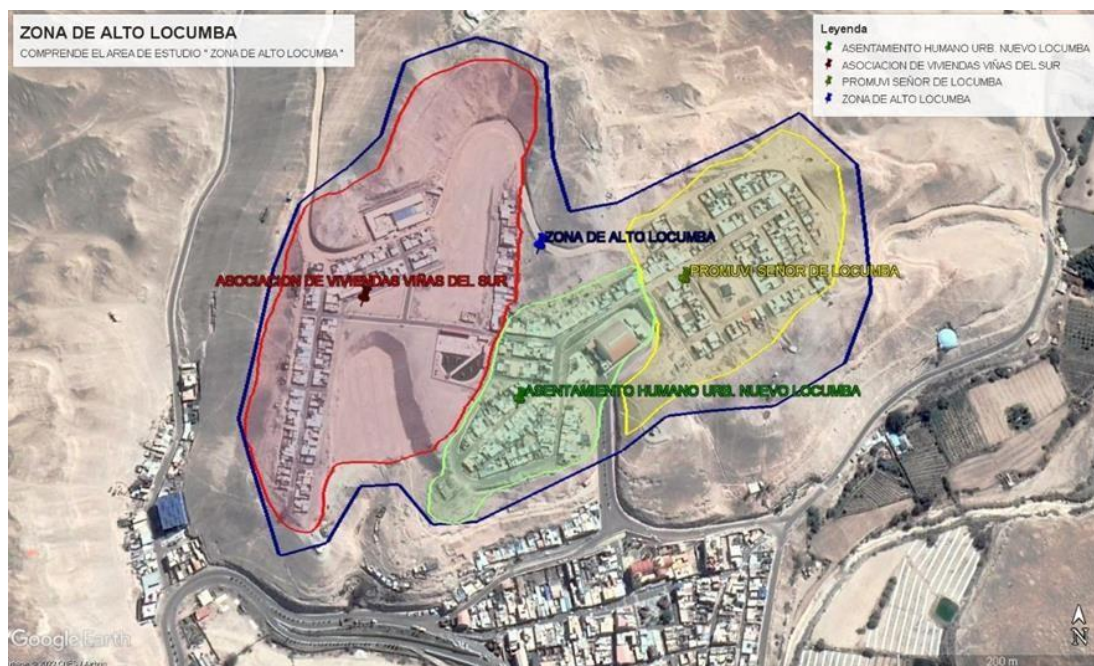 ZONA DE ALTO LOCUMBA
COMPRENDE EL AREA DE ESTUDIO " ZONA DE ALTO LOCUMBA "
Leyenda
ASENTAMIENTO HUMANO URB. NUEVO LOCUMBA
ASOCIACION DE VIVIENDAS VIÑAS DEL SUR
PROMUVI SEÑOR DE LOCUMBA
ZONA DE ALTO LOCUMBA
ZONA DE ALTO LOCUMBA
PROMUVI SEÑOR DE LOCUMBA
ASOCIACION DE VIVIENDAS VIÑAS DEL SUR
ASENTAMIENTO HUMANO URB. NUEVO LOCUMBA
Google Earth
N
200 m